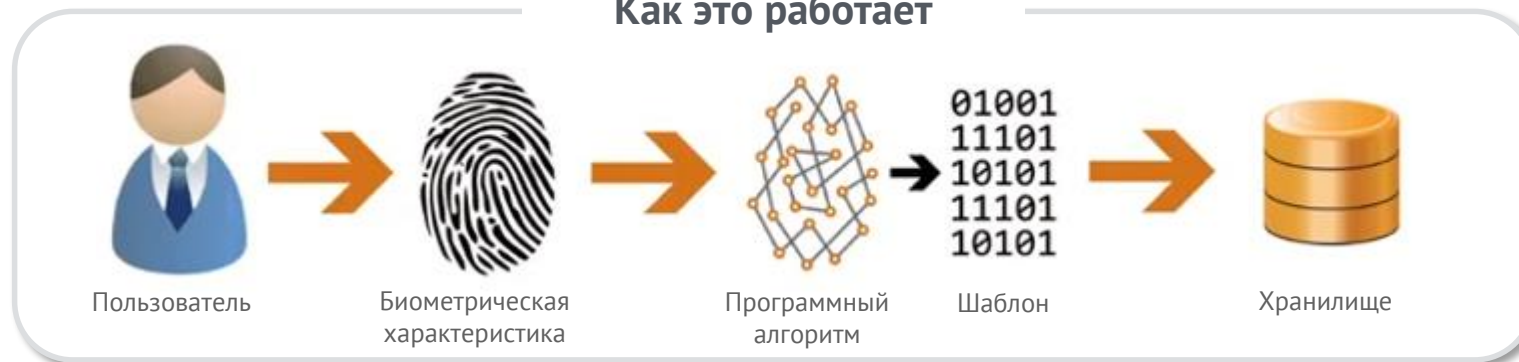 Как это работает
01001
11101
10101
11101
10101
Пользователь
Биометрическая
характеристика
Программный
алгоритм
Шаблон
Хранилище